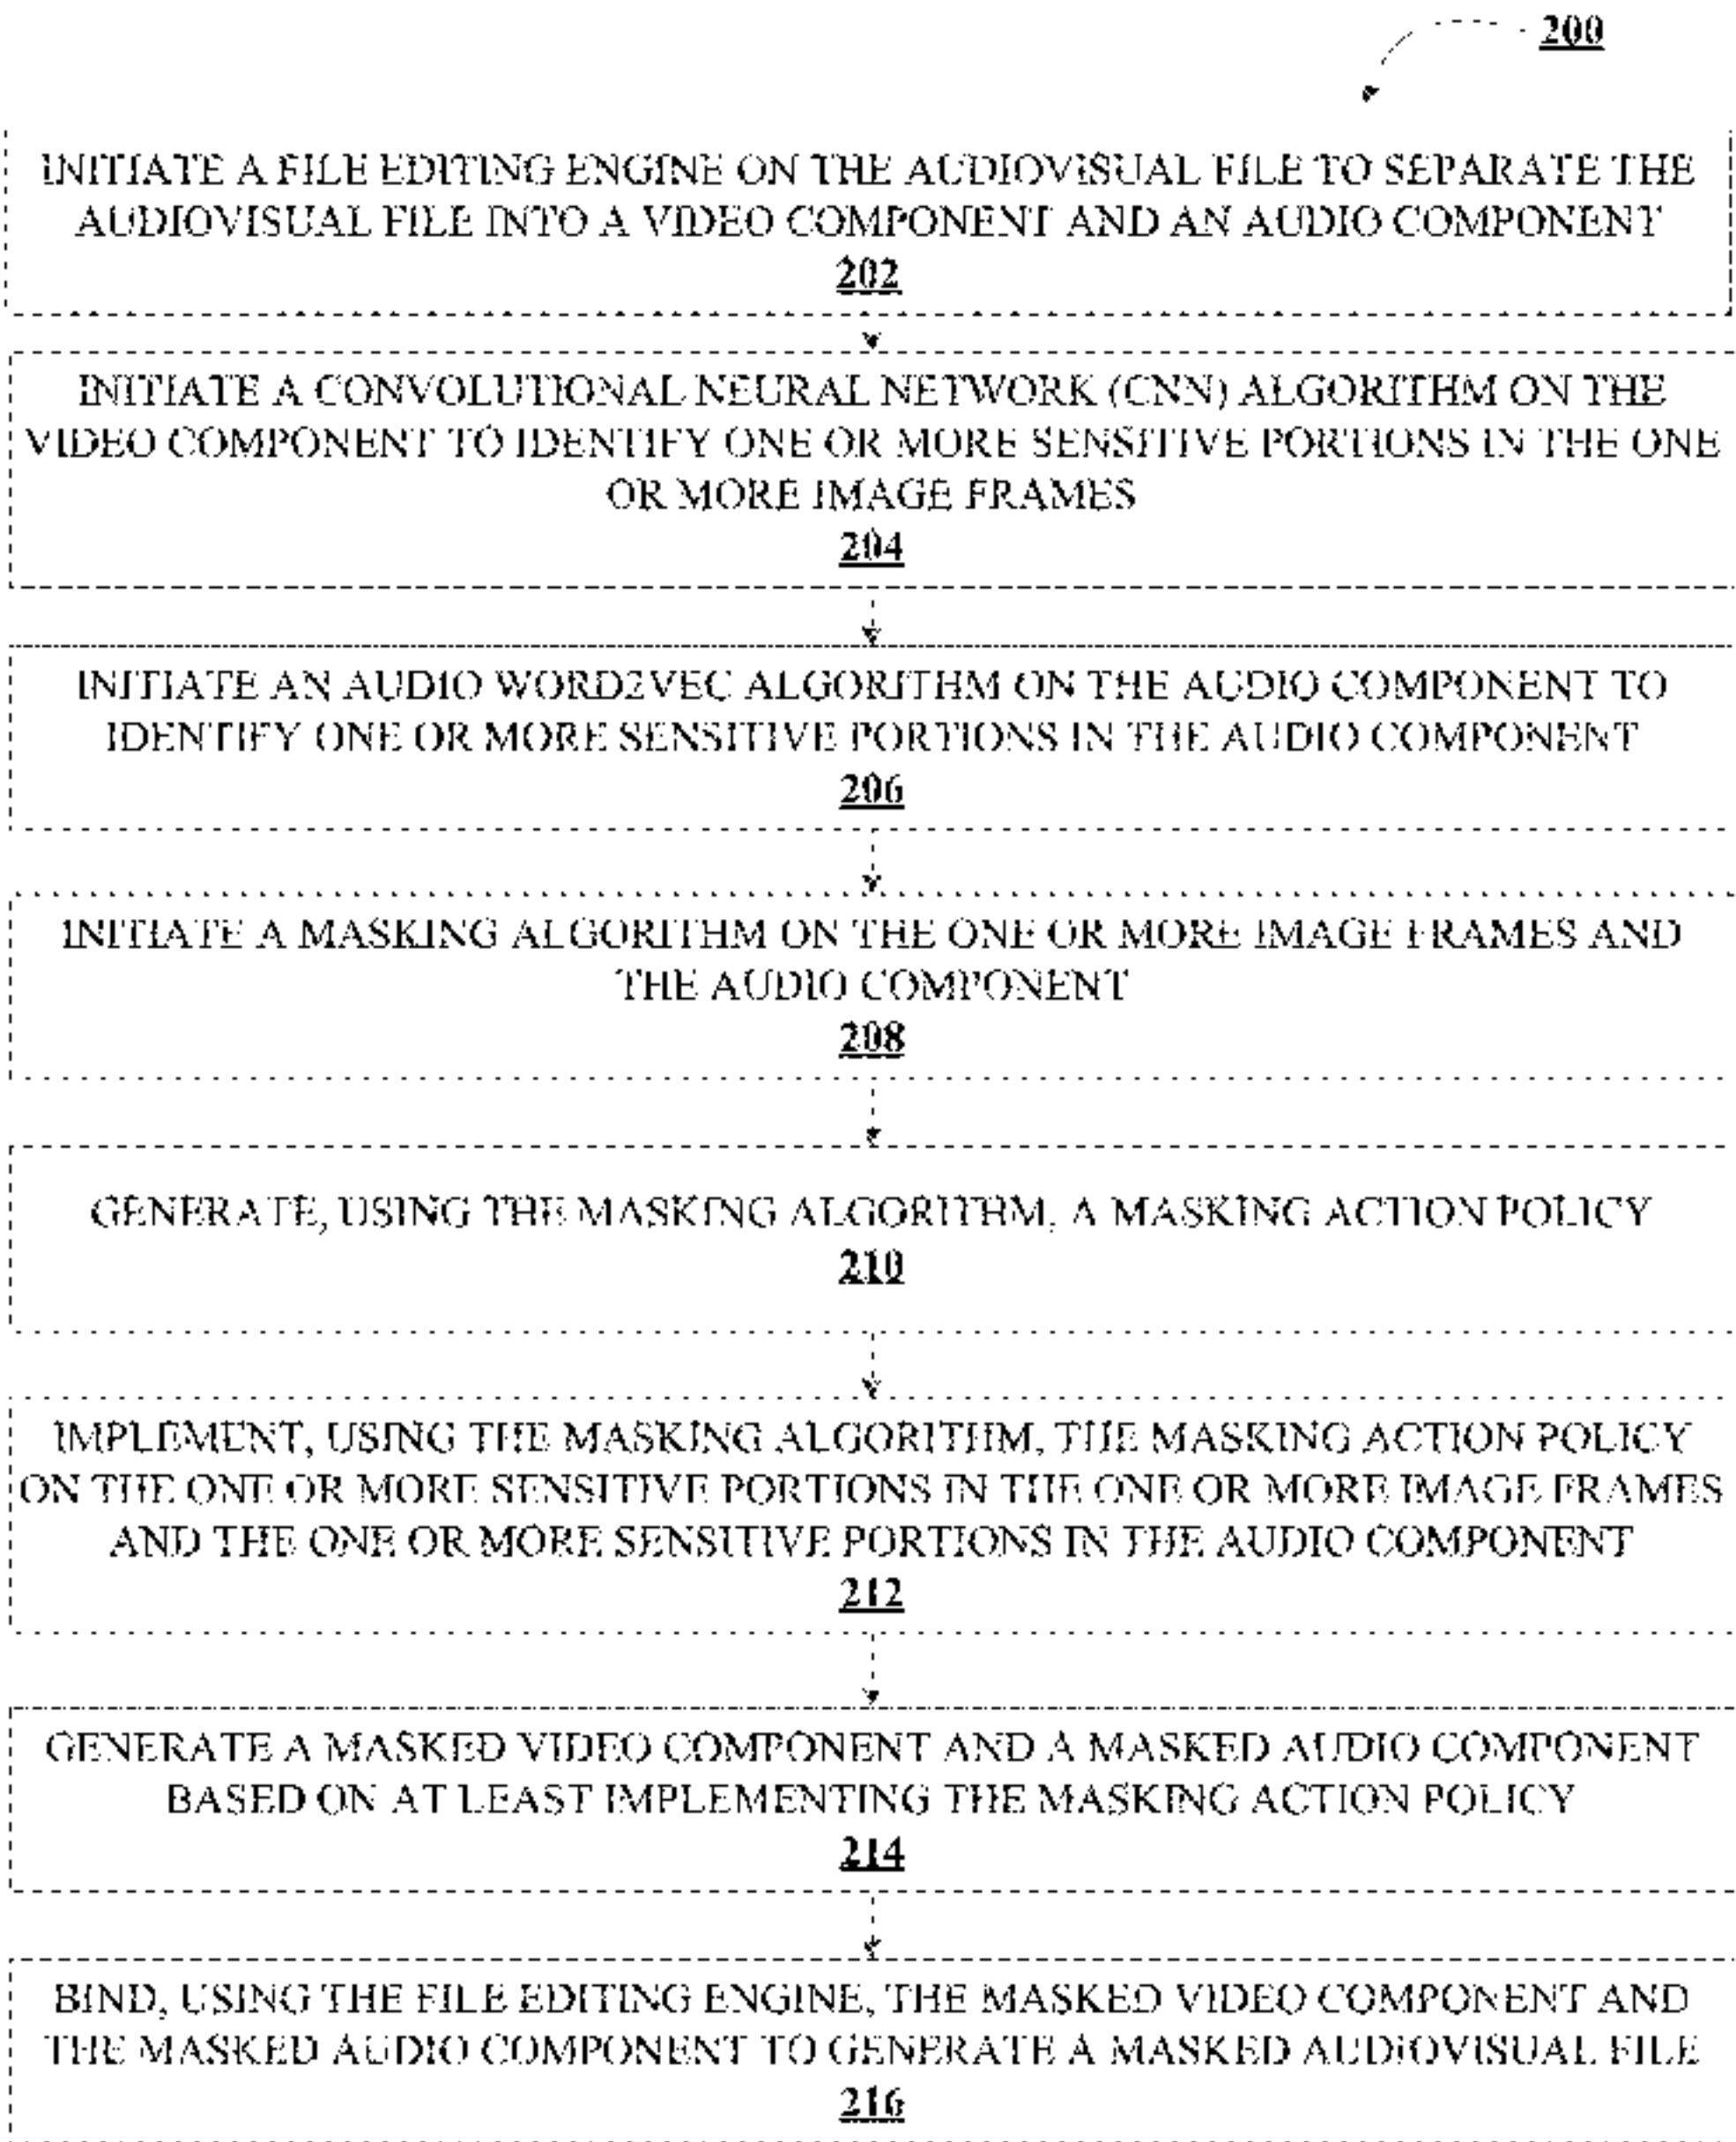 200
INITIATE A FILE EDITING ENGINE ON THE AUDIOVISUAL FILE TO SEPARATE THE
AUDIOVISUAL FILE INTO A VIDEO COMPONENT AND AN AUDIO COMPONENT
202
INITIATE A CONVOLUTIONAL NEURAL NETWORK (CNN) ALGORITHM ON THE
VIDEO COMPONENT TO IDENTIFY ONE OR MORE SENSITIVE PORTIONS IN THE ONE
OR MORE IMAGE FRAMES
204
INITIATE AN AUDIO WORD2VEC ALGORITHM ON THE AUDIO COMPONENT TO
IDENTIFY ONE OR MORE SENSITIVE PORTIONS IN THE AUDIO COMPONENT
206
INITIATE A MASKING ALGORITHM ON THE ONE OR MORE IMAGE FRAMES AND
THE AUDIO COMPONENT
208
GENERATE, USING THE MASKING ALGORITHM, A MASKING ACTION POLICY
210
IMPLEMENT, USING THE MASKING ALGORITHM, THE MASKING ACTION POLICY
ON THE ONE OR MORE SENSITIVE PORTIONS IN THE ONE OR MORE IMAGE FRAMES
AND THE ONE OR MORE SENSITIVE PORTIONS IN THE AUDIO COMPONENT
212
GENERATE A MASKED VIDEO COMPONENT AND A MASKED AUDIO COMPONENT
BASED ON AT LEAST IMPLEMENTING THE MASKING ACTION POLICY
214
BIND, USING THE FILE EDITING ENGINE, THE MASKED VIDEO COMPONENT AND
THE MASKED AUDIO COMPONENT TO GENERATE A MASKED AUDIOVISUAL FILE
216